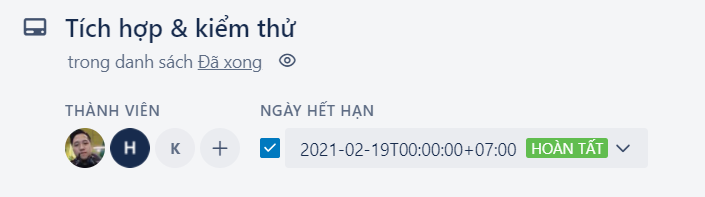 Tích hợp & kiểm thử
trong danh sách Đã xong
THÀNH VIÊN
NGÀY HẾT HẠN
H
K
2021-02-19T00:00:00+07:00 HOÀN TẤT